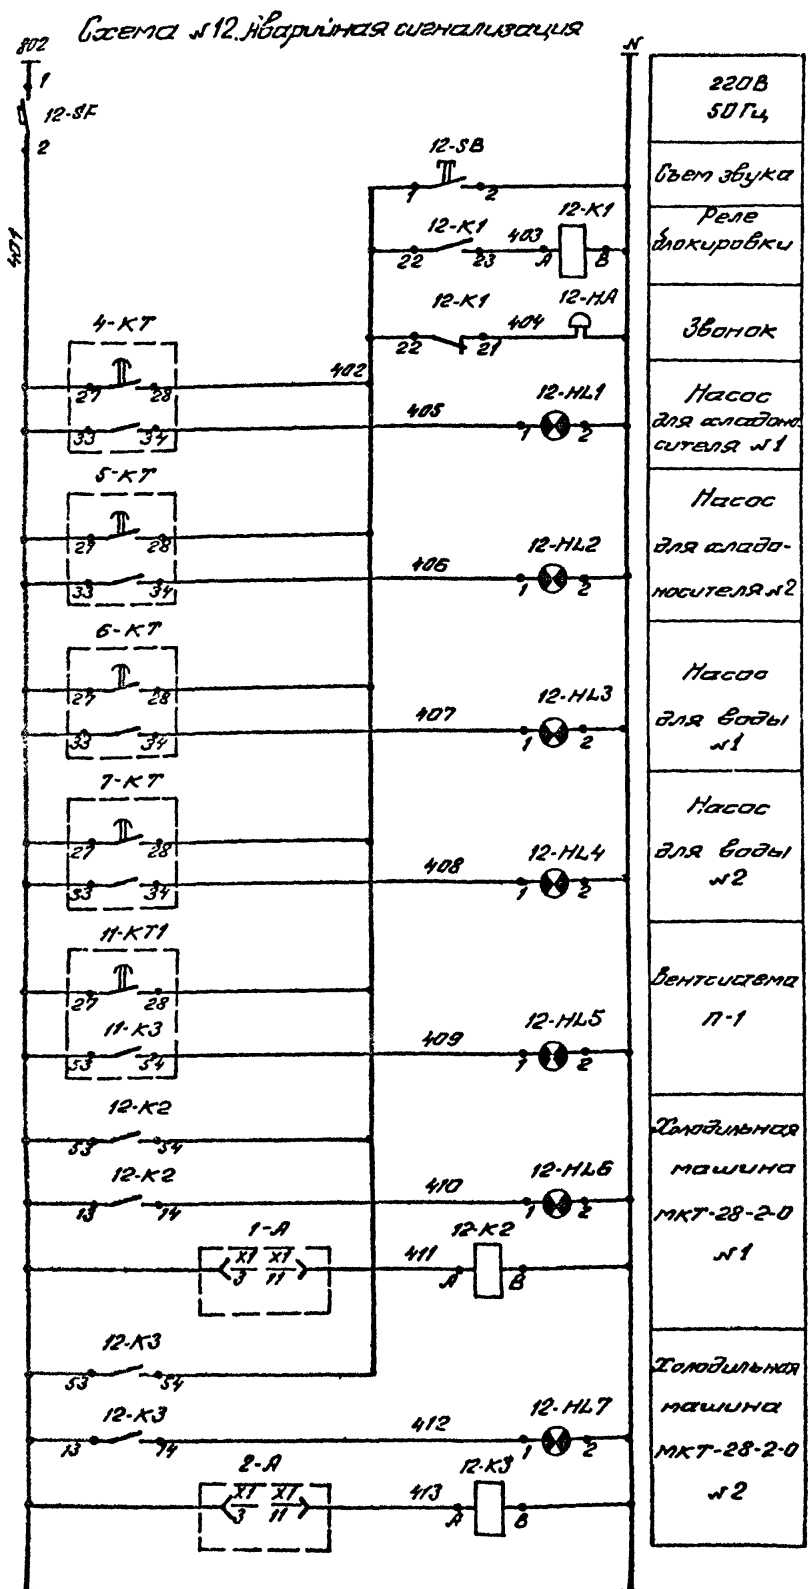 Схема №12. Аварийная сигнализация
802
N
1
12-SF
2
401
220В
50Гц
12-SB
1 2
Съем звука
12-K1
403
12-K1
22 23 A B
Реле
блокировки
12-K1
404
12-HA
22 21
Звонок
4-KT
27 28
402
33 34
405
12-HL1
1 2
Насос
для хладоно-
сителя №1
5-KT
27 28
33 34
406
12-HL2
1 2
Насос
для хладо-
носителя №2
6-KT
27 28
33 34
407
12-HL3
1 2
Насос
для воды
№1
7-KT
27 28
33 34
408
12-HL4
1 2
Насос
для воды
№2
11-KT1
27 28
11-K3
53 54
409
12-HL5
1 2
Вентсистема
П-1
12-K2
53 54
12-K2
13 14
410
12-HL6
1 2
1-A
X1 X1
3 11
411
12-K2
A B
Холодильная
машина
МКТ-28-2-0
№1
12-K3
53 54
12-K3
13 14
412
12-HL7
1 2
2-A
X1 X1
3 11
413
12-K3
A B
Холодильная
машина
МКТ-28-2-0
№2